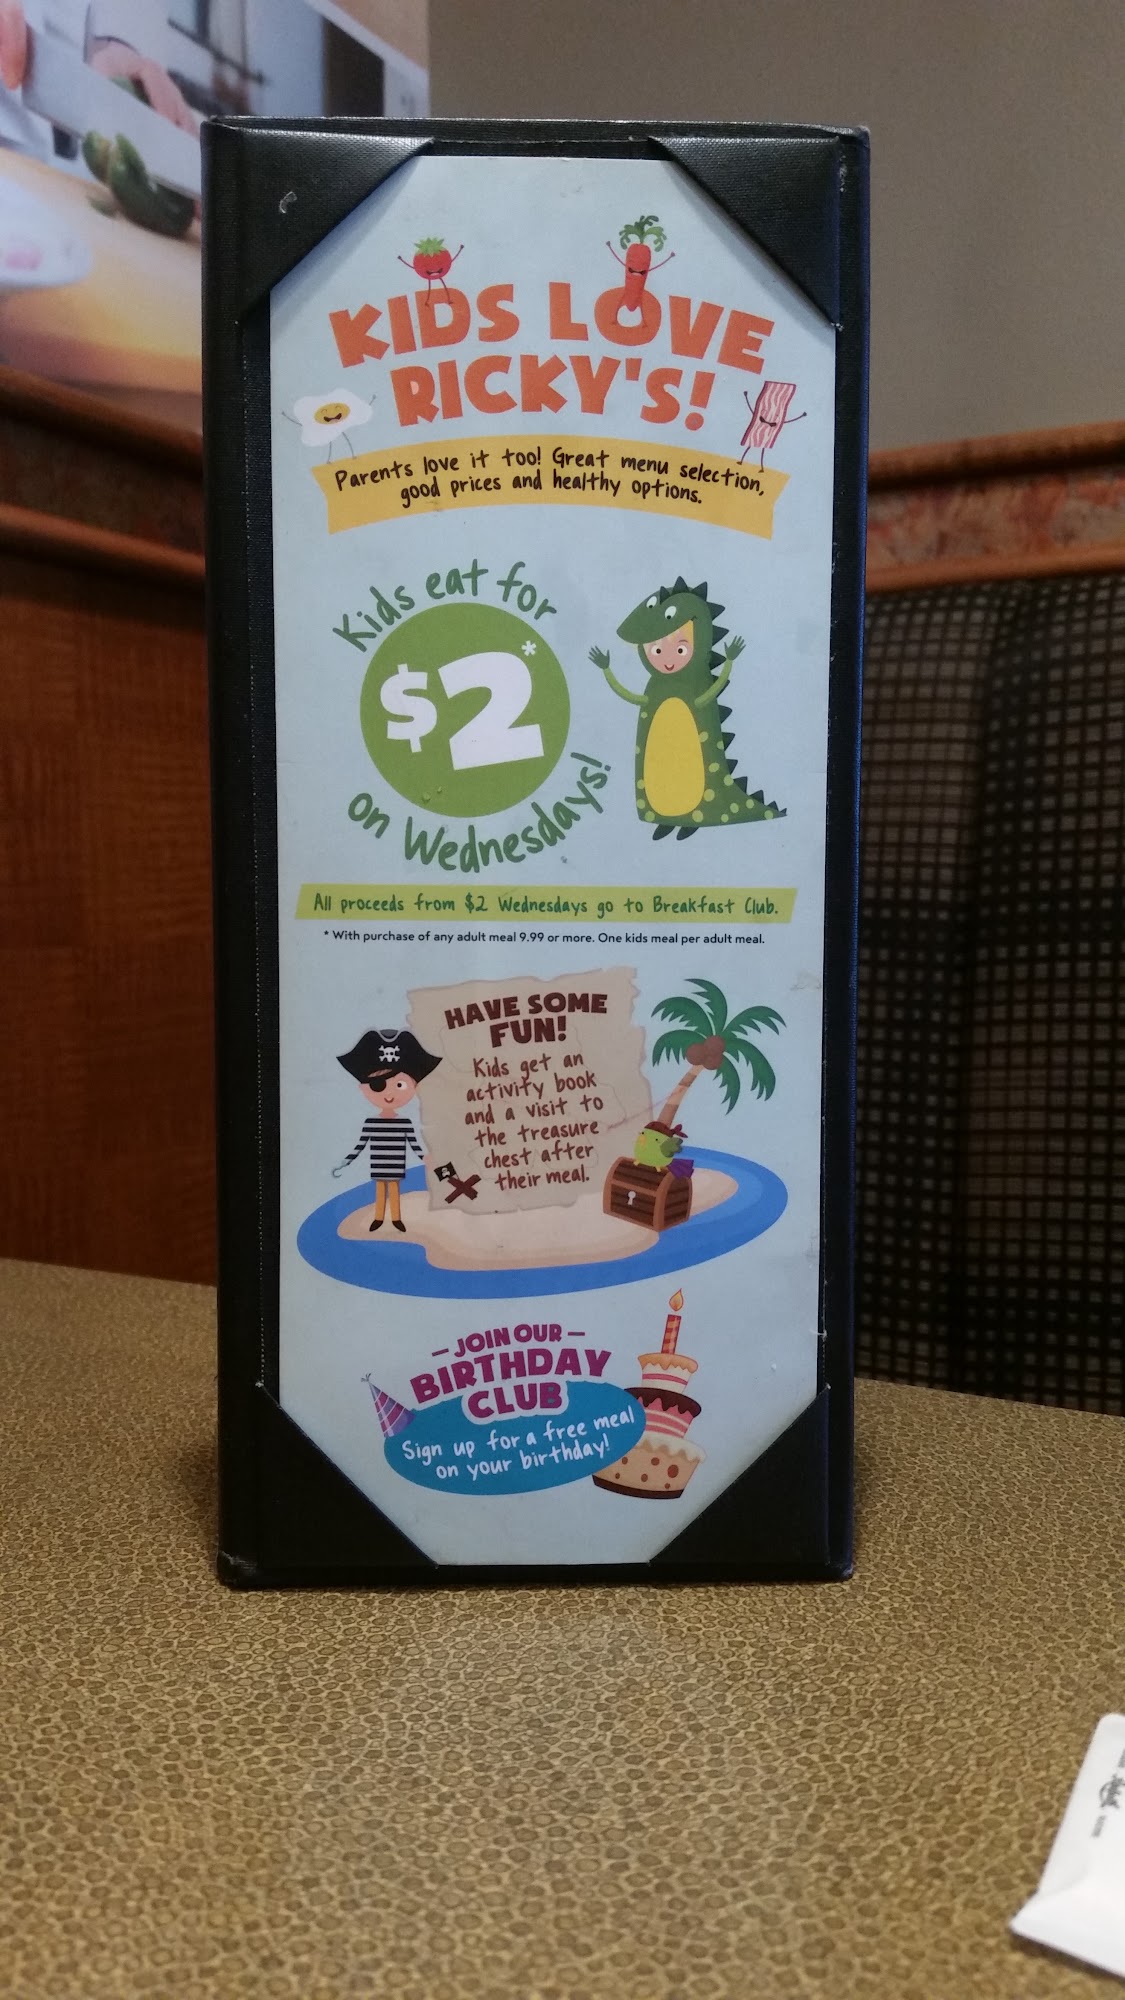 KIDS LOVE
RICKY'S!
Parents love it too! Great menu selection,
good prices and healthy options.
Kids eat for
$2*
on Wednesdays!
All proceeds from $2 Wednesdays go to Breakfast Club.
* With purchase of any adult meal 9.99 or more. One kids meal per adult meal.
HAVE SOME
FUN!
Kids get an
activity book
and a visit to
the treasure
chest after
their meal.
— JOIN OUR —
BIRTHDAY
CLUB
Sign up for a free meal
on your birthday!